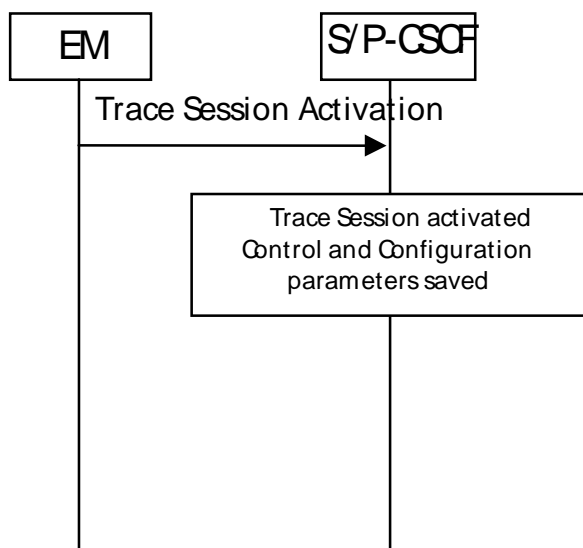 EM
S/P-CSCF
Trace Session Activation
Trace Session activated
Control and Configuration
parameters saved